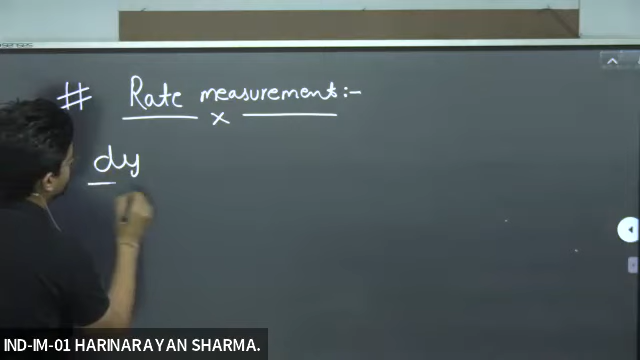 # Rate measurement :-
x
dy
IND-IM-01 HARINARAYAN SHARMA.